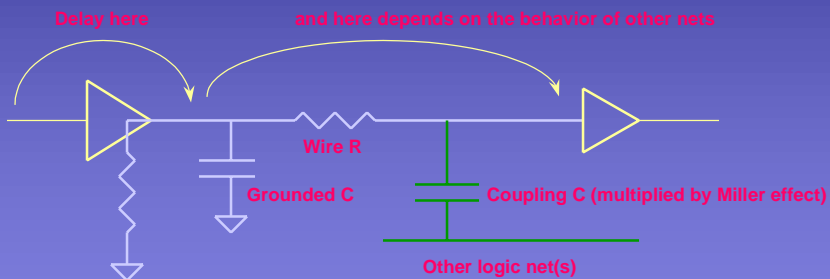 Delay here
and here depends on the behavior of other nets
Wire R
Grounded C
Coupling C (multiplied by Miller effect)
Other logic net(s)